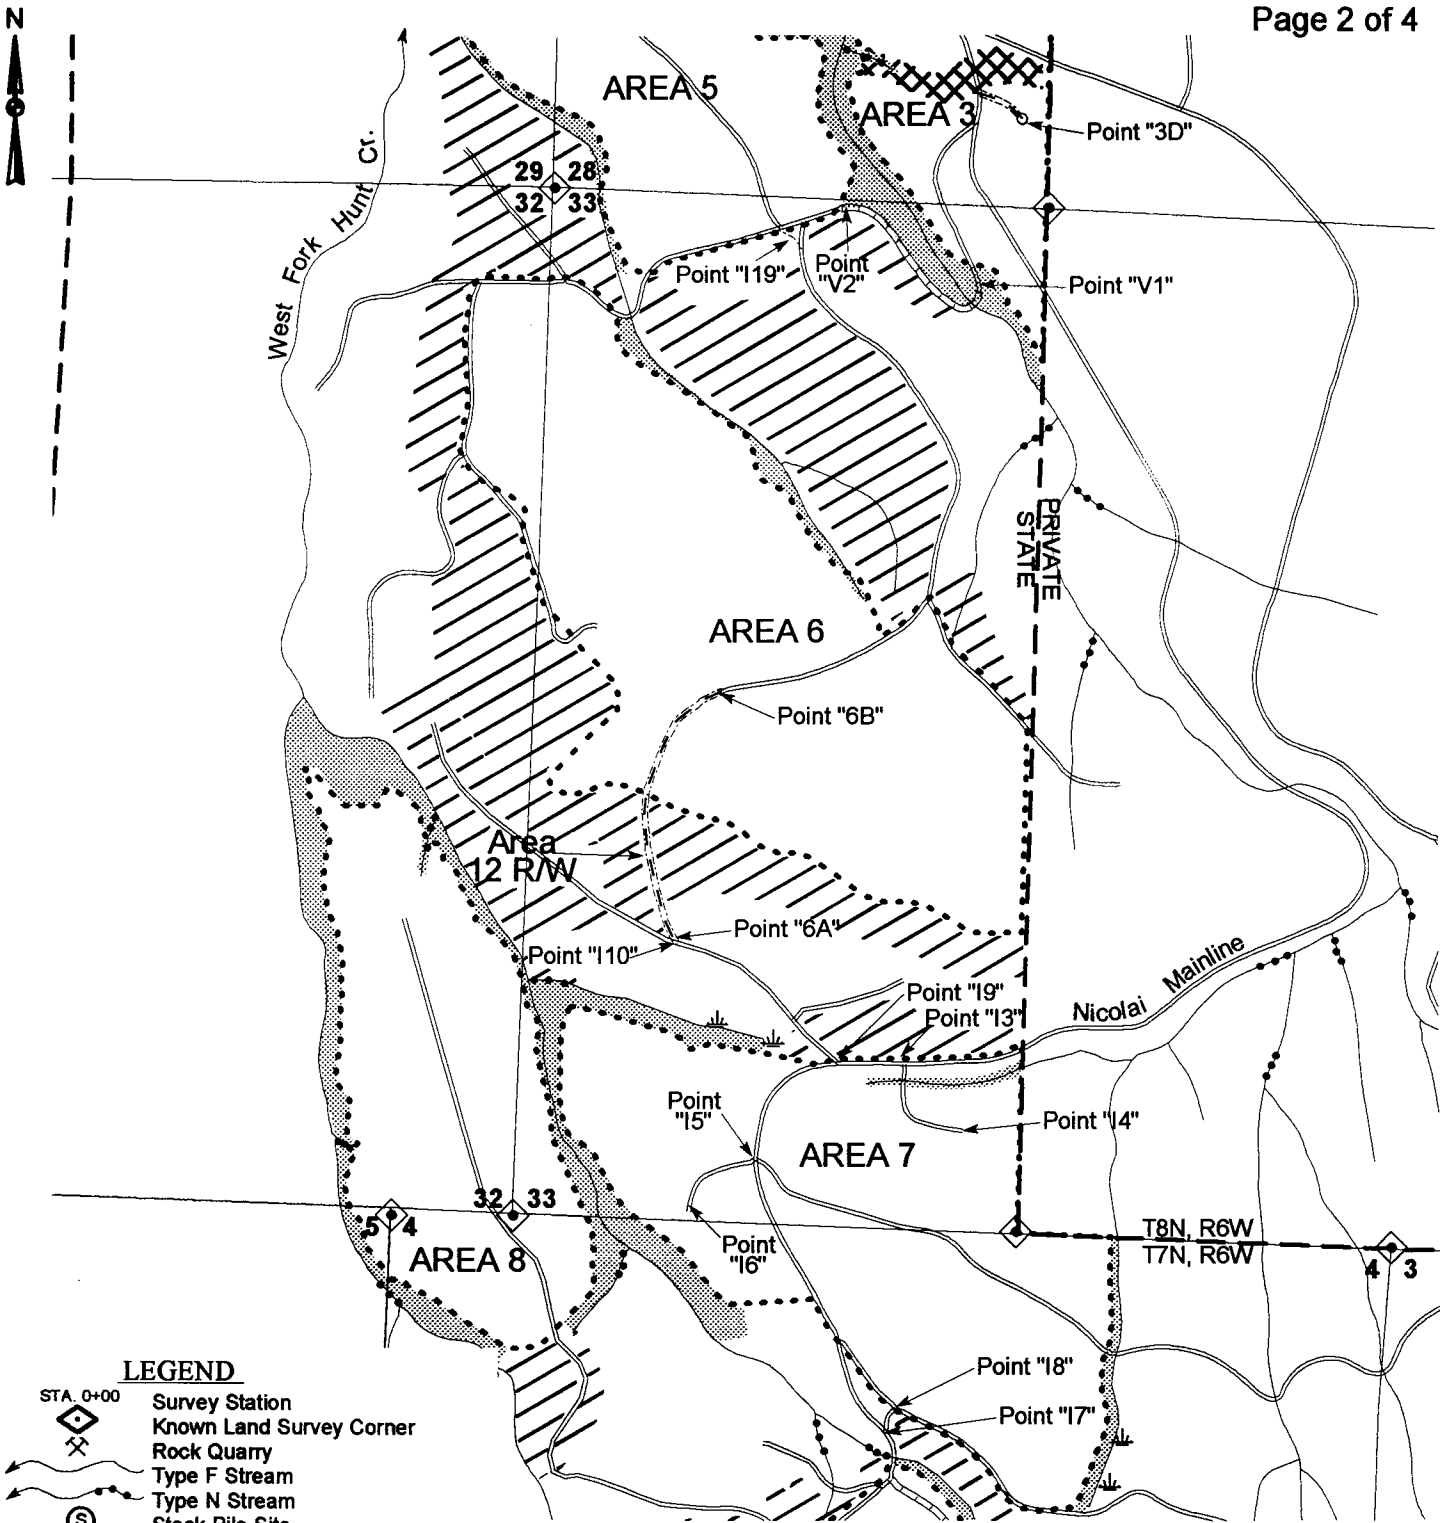 Page 2 of 4
N
AREA 5
AREA 3
Point "3D"
West Fork Hunt Cr.
29 28
32 33
Point "I19"
Point
"V2"
Point "V1"
PRIVATE
STATE
AREA 6
Point "6B"
Area
12 R/W
Point "6A"
Point "I10"
Point "I9"
Point "I3"
Nicolai Mainline
Point
"I5"
Point "I4"
AREA 7
32 33
5 4
AREA 8
Point
"I6"
T8N, R6W
T7N, R6W
4 3
Point "I8"
Point "I7"
LEGEND
STA. 0+00 Survey Station
Known Land Survey Corner
Rock Quarry
Type F Stream
Type N Stream
S Stock Pile Site